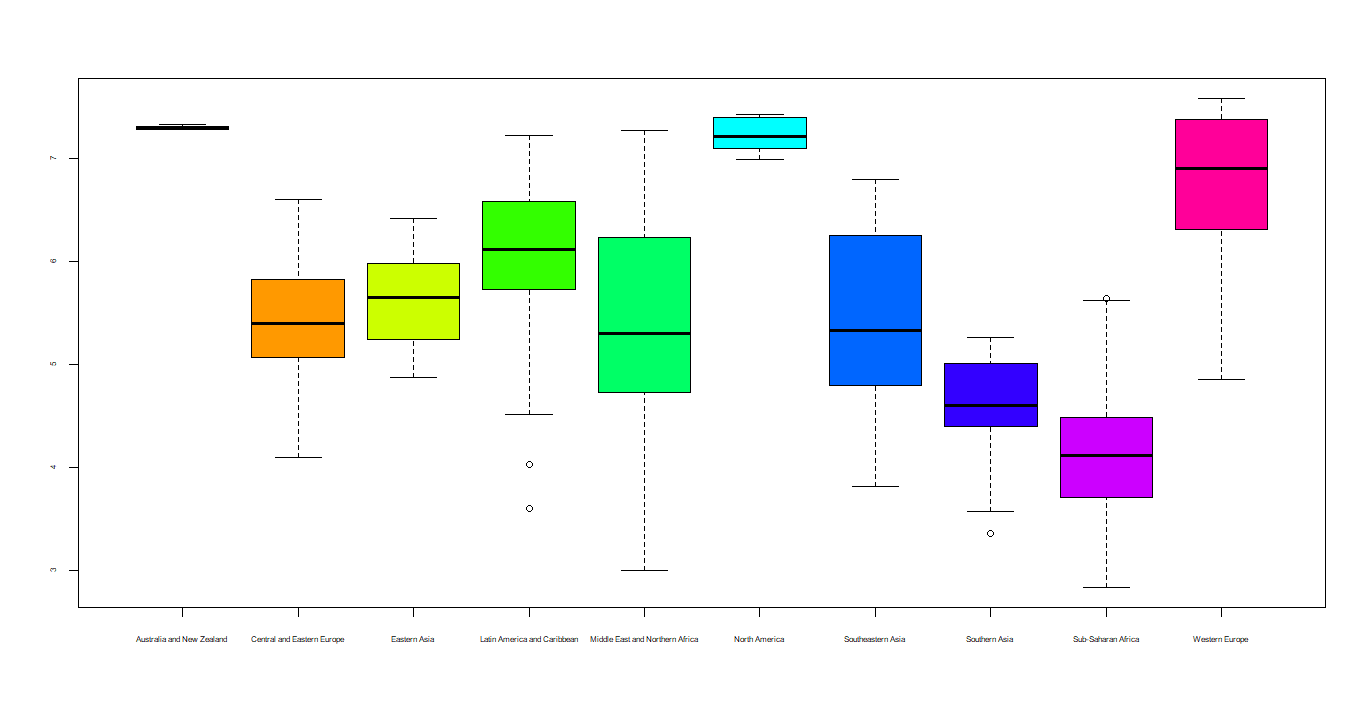 7
6
5
4
3
Australia and New Zealand
Central and Eastern Europe
Eastern Asia
Latin America and Caribbean
Middle East and Northern Africa
North America
Southeastern Asia
Southern Asia
Sub-Saharan Africa
Western Europe